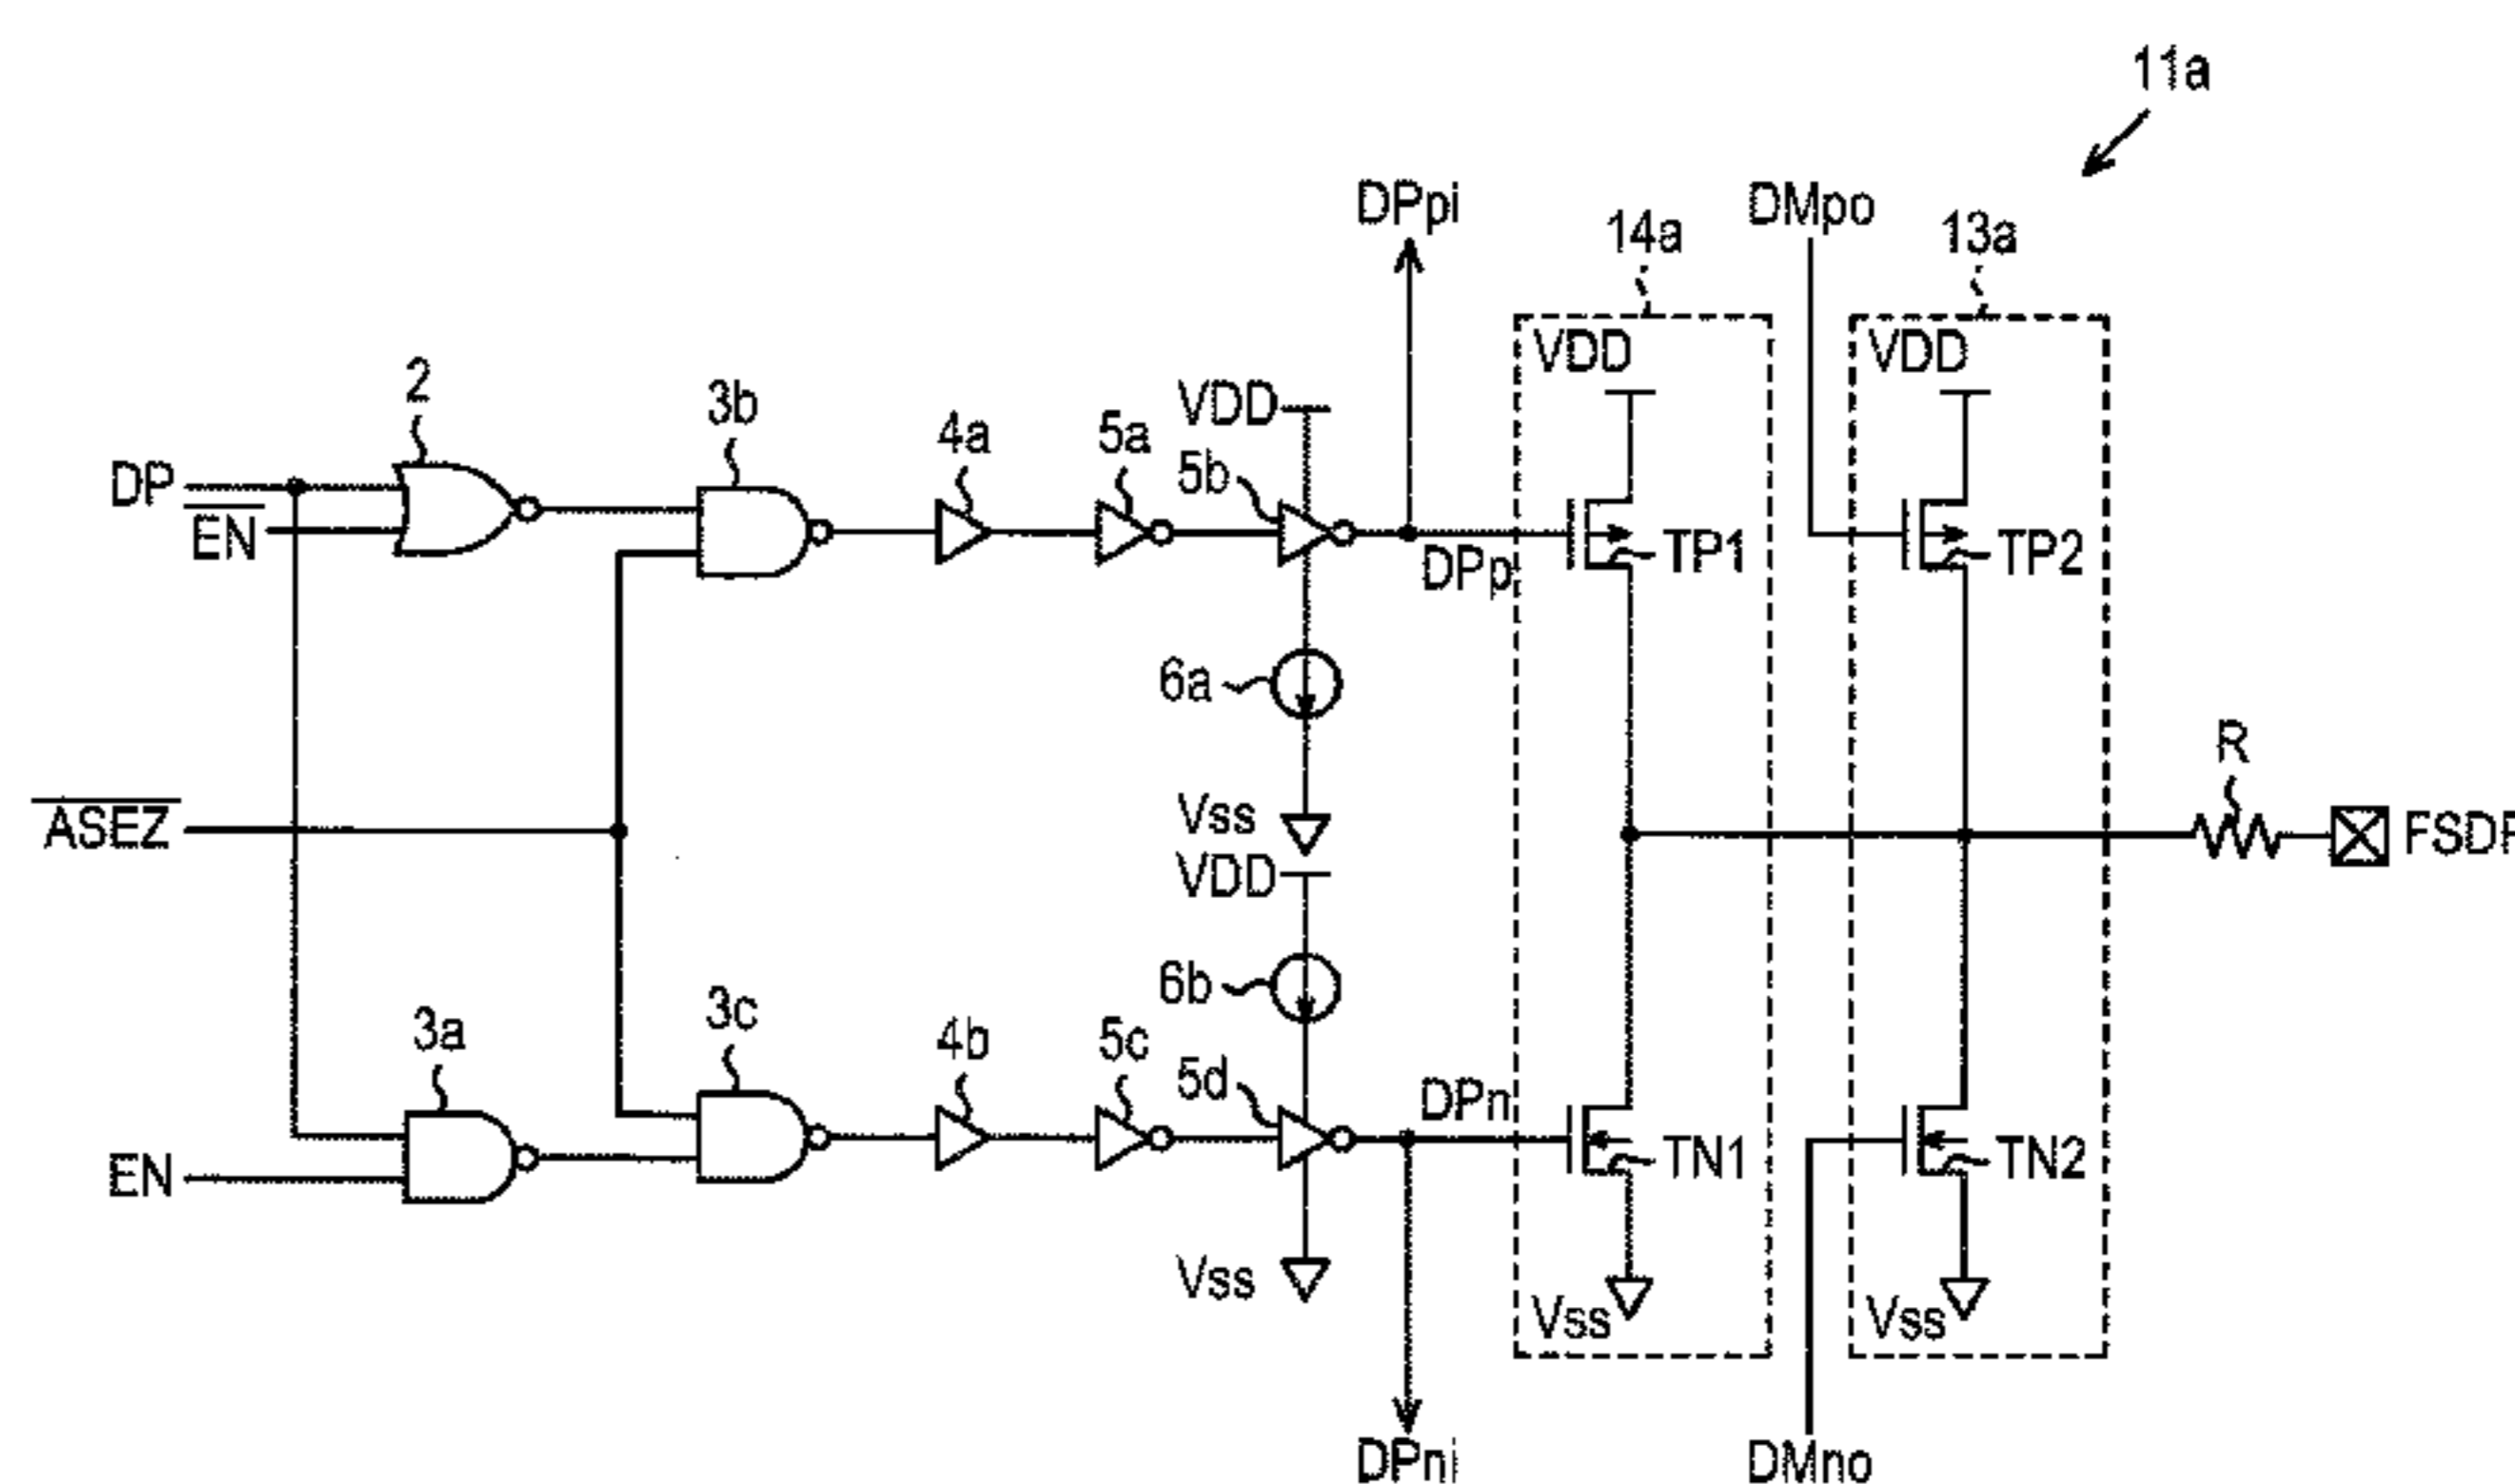 11a
DPpi
DMpo
14a
13a
VDD
VDD
2
3b
4a
5a
VDD
5b
DP
EN
DPp
TP1
TP2
6a
R
Vss
ASEZ
FSDP
VDD
6b
3a
3c
4b
5c
5d
DPn
EN
TN1
TN2
Vss
Vss
Vss
DPni
DMno